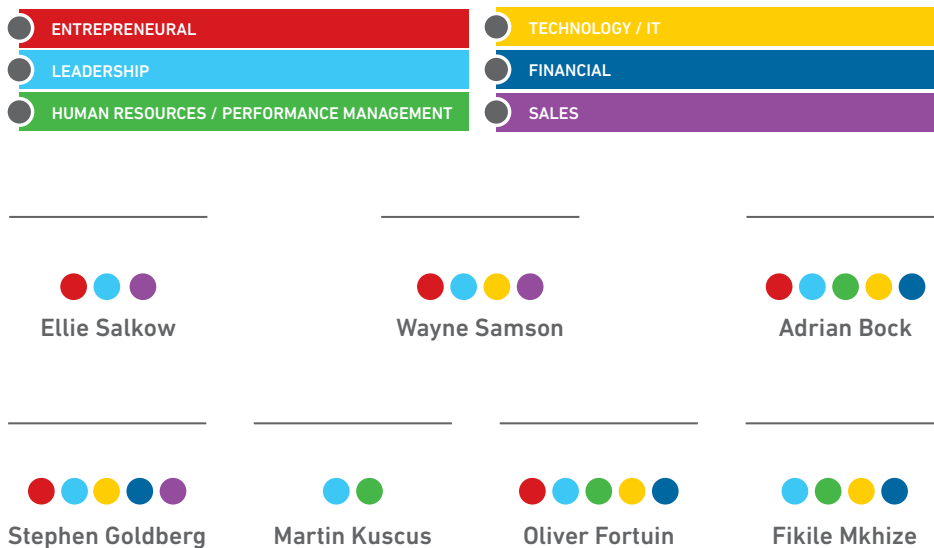 ENTREPRENEURAL
TECHNOLOGY / IT
LEADERSHIP
FINANCIAL
HUMAN RESOURCES / PERFORMANCE MANAGEMENT
SALES
Ellie Salkow
Wayne Samson
Adrian Bock
Stephen Goldberg
Martin Kuscus
Oliver Fortuin
Fikile Mkhize